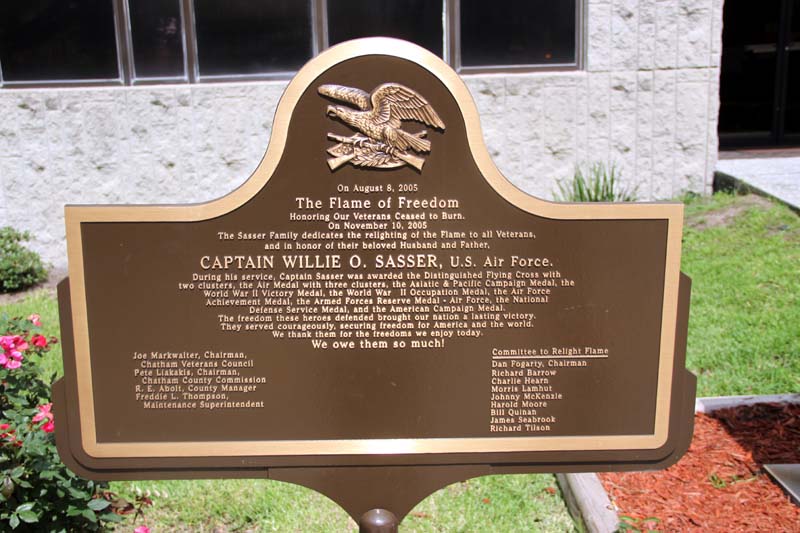 On August 8, 2005
The Flame of Freedom
Honoring Our Veterans Ceased to Burn.
On November 10, 2005
The Sasser Family dedicates the relighting of the Flame to all Veterans,
and in honor of their beloved Husband and Father,
CAPTAIN WILLIE O. SASSER, U.S. Air Force.
During his service, Captain Sasser was awarded the Distinguished Flying Cross with
two clusters, the Air Medal with three clusters, the Asiatic & Pacific Campaign Medal, the
World War II Victory Medal, the World War II Occupation Medal, the Air Force
Achievement Medal, the Armed Forces Reserve Medal - Air Force, the National
Defense Service Medal, and the American Campaign Medal.
The freedom these heroes defended brought our nation a lasting victory.
They served courageously, securing freedom for America and the world.
We thank them for the freedoms we enjoy today.
We owe them so much!
Joe Markwalter, Chairman,
Chatham Veterans Council
Pete Liakakis, Chairman,
Chatham County Commission
R. E. Abolt, County Manager
Freddie L. Thompson,
Maintenance Superintendent
Committee to Relight Flame
Dan Fogarty, Chairman
Richard Barrow
Charlie Hearn
Morris Lamhut
Johnny McKenzie
Harold Moore
Bill Quinan
James Seabrook
Richard Tilson